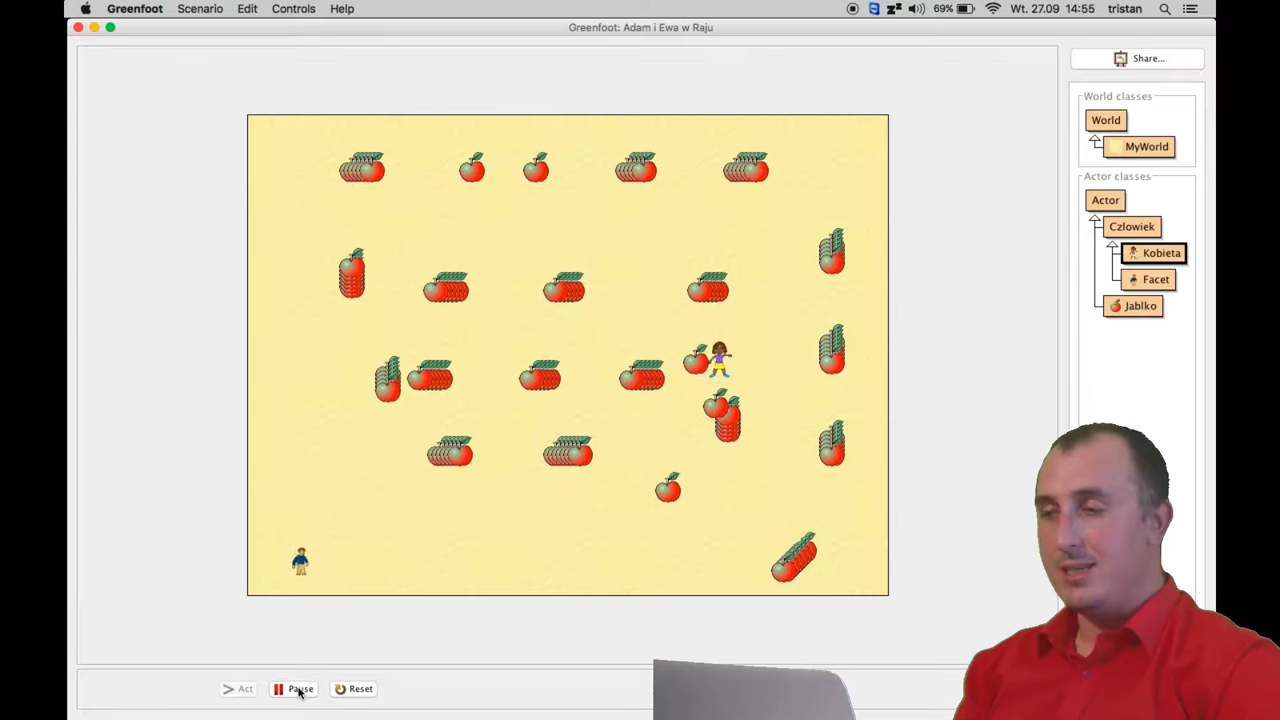 Greenfoot Scenario Edit Controls Help 69% Wt. 27.09 14:55 tristan
Greenfoot: Adam i Ewa w Raju
Share...
World classes
World
MyWorld
Actor classes
Actor
Człowiek
Kobieta
Facet
Jablko
Act Pause Reset